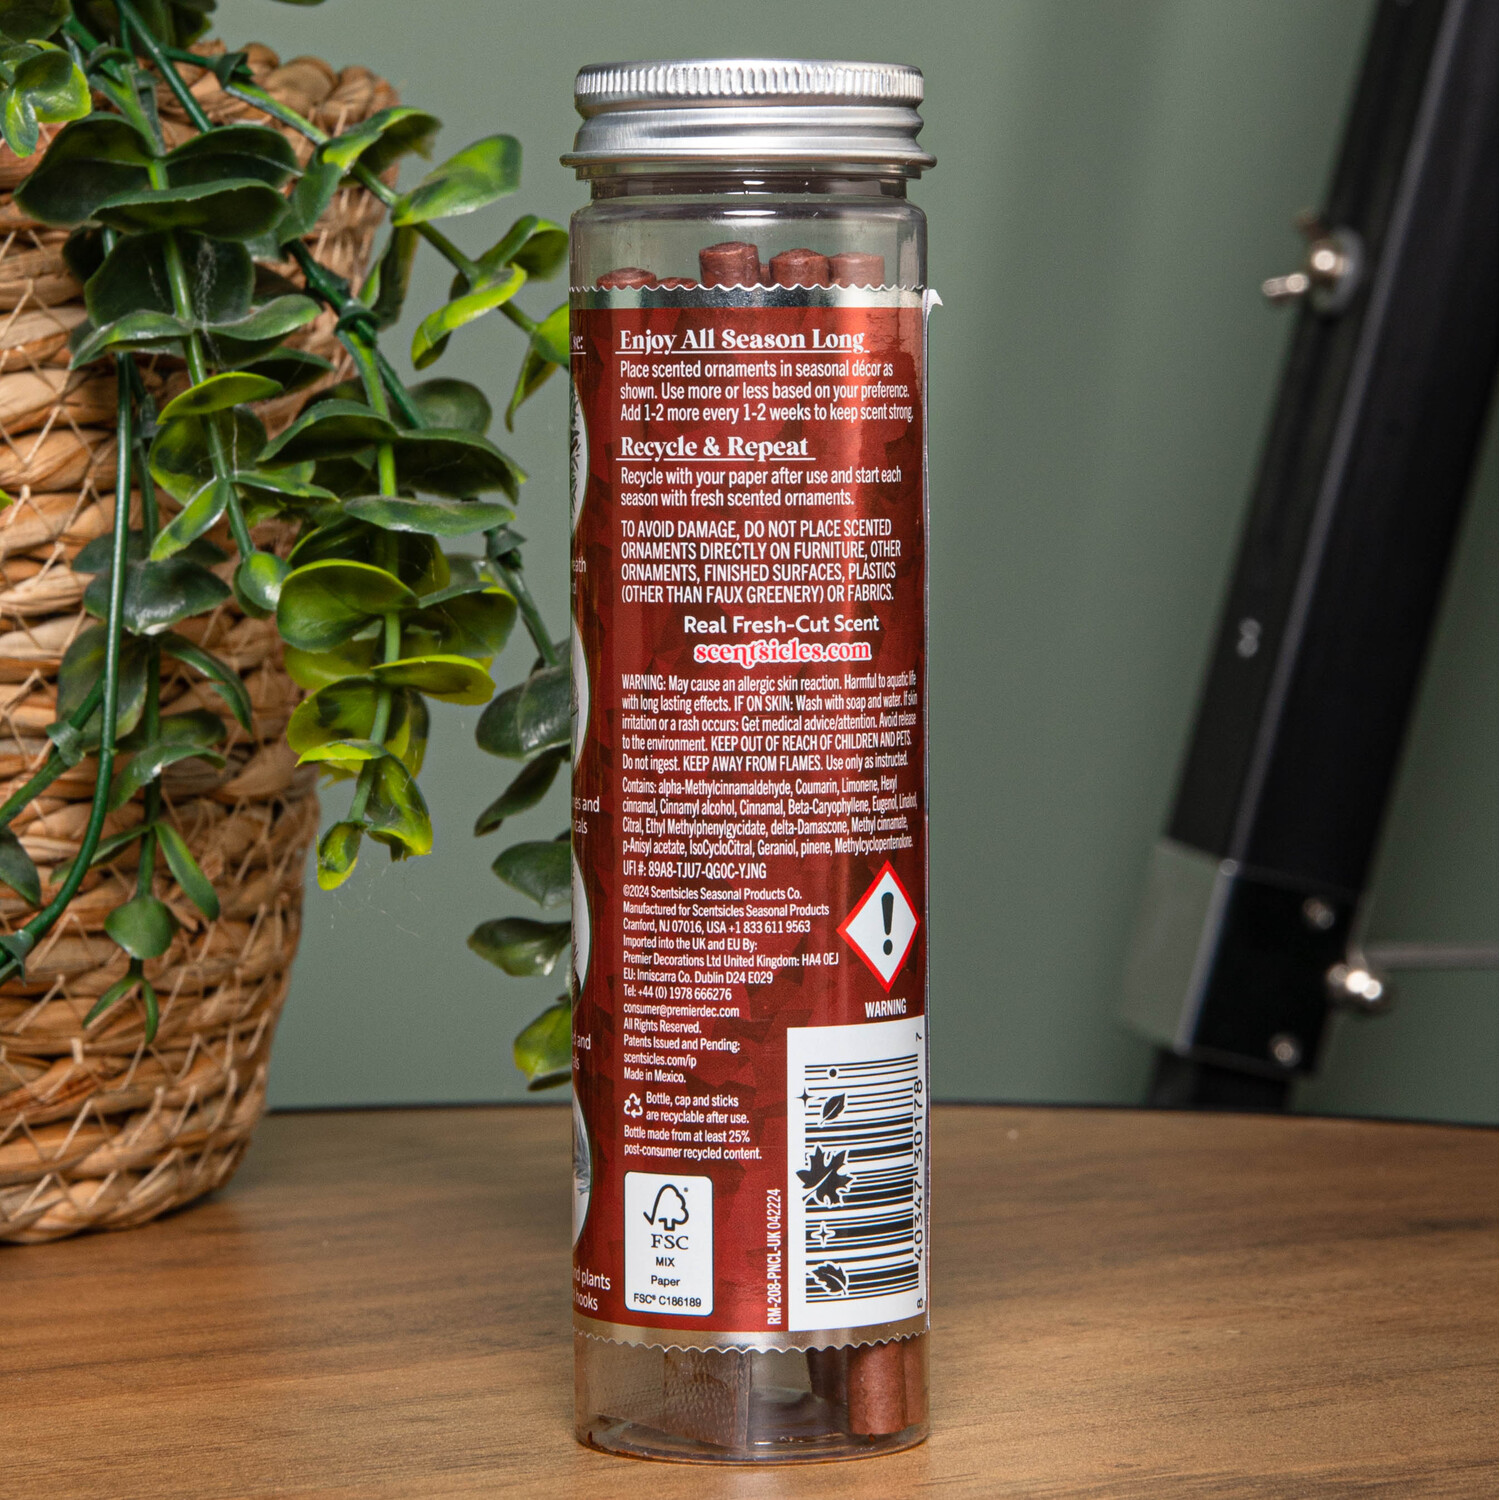 Enjoy All Season Long
Place scented ornaments in seasonal décor as
shown. Use more or less based on your preference.
Add 1-2 more every 1-2 weeks to keep scent strong.
Recycle & Repeat
Recycle with your paper after use and start each
season with fresh scented ornaments.
TO AVOID DAMAGE, DO NOT PLACE SCENTED
ORNAMENTS DIRECTLY ON FURNITURE, OTHER
ORNAMENTS, FINISHED SURFACES, PLASTICS
(OTHER THAN FAUX GREENERY) OR FABRICS.
Real Fresh-Cut Scent
scentsicles.com
WARNING: May cause an allergic skin reaction. Harmful to aquatic life
with long lasting effects. IF ON SKIN: Wash with soap and water. If skin
irritation or a rash occurs: Get medical advice/attention. Avoid release
to the environment. KEEP OUT OF REACH OF CHILDREN AND PETS.
Do not ingest. KEEP AWAY FROM FLAMES. Use only as instructed.
Contains: alpha-Methylcinnamaldehyde, Coumarin, Limonene, Hexyl
cinnamal, Cinnamyl alcohol, Cinnamal, Beta-Caryophyllene, Eugenol, Linalool,
Citral, Ethyl Methylphenylgycidate, delta-Damascone, Methyl cinnamate,
p-Anisyl acetate, IsoCycloCitral, Geraniol, pinene, Methylcyclopentenolone.
UFI #: 89A8-TJU7-QG0C-YJNG
©2024 Scentsicles Seasonal Products Co.
Manufactured for Scentsicles Seasonal Products
Cranford, NJ 07016, USA +1 833 611 9563
Imported into the UK and EU By:
Premier Decorations Ltd United Kingdom: HA4 0EJ
EU: Inniscarra Co. Dublin D24 E029
Tel: +44 (0) 1978 666276
consumer@premierdec.com
All Rights Reserved.
Patents Issued and Pending:
scentsicles.com/ip
Made in Mexico.
WARNING
Bottle, cap and sticks
are recyclable after use.
Bottle made from at least 25%
post-consumer recycled content.
FSC
MIX
Paper
FSC® C186189
RM-208-PNCL-UK 042224
8 40347 30178 7
and
and plants
hooks